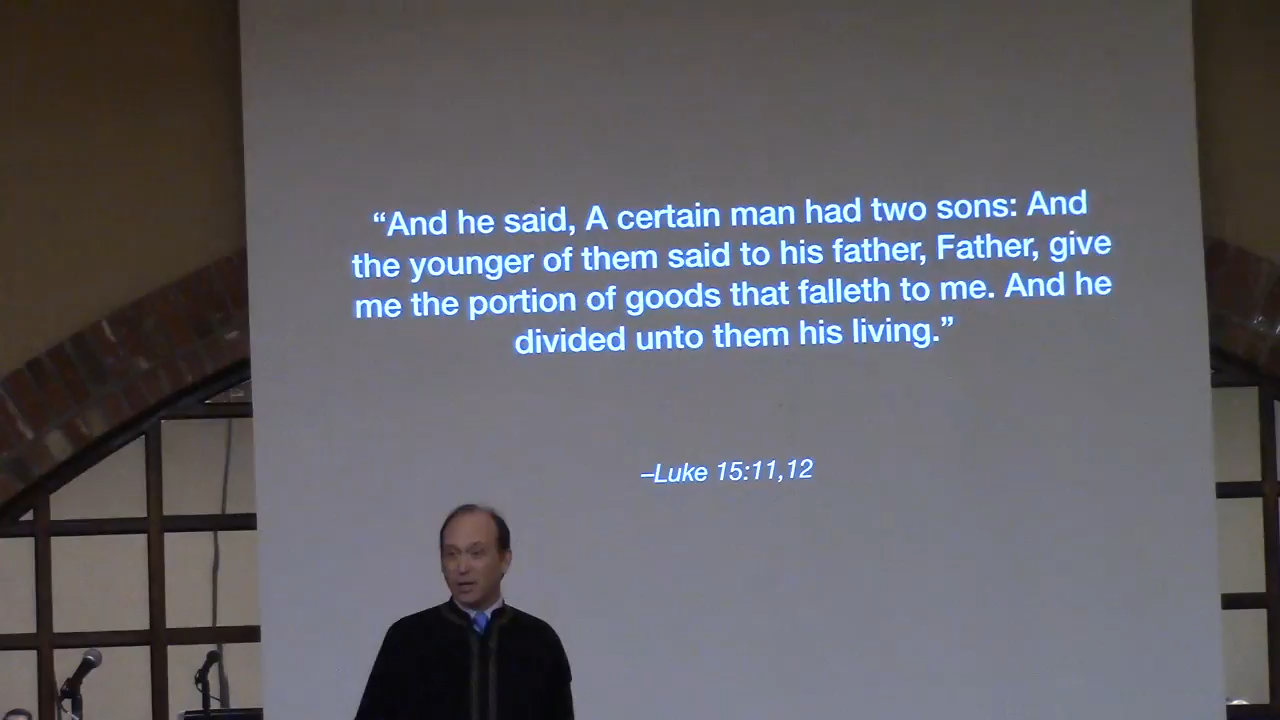 “And he said, A certain man had two sons: And
the younger of them said to his father, Father, give
me the portion of goods that falleth to me. And he
divided unto them his living.”
–Luke 15:11,12